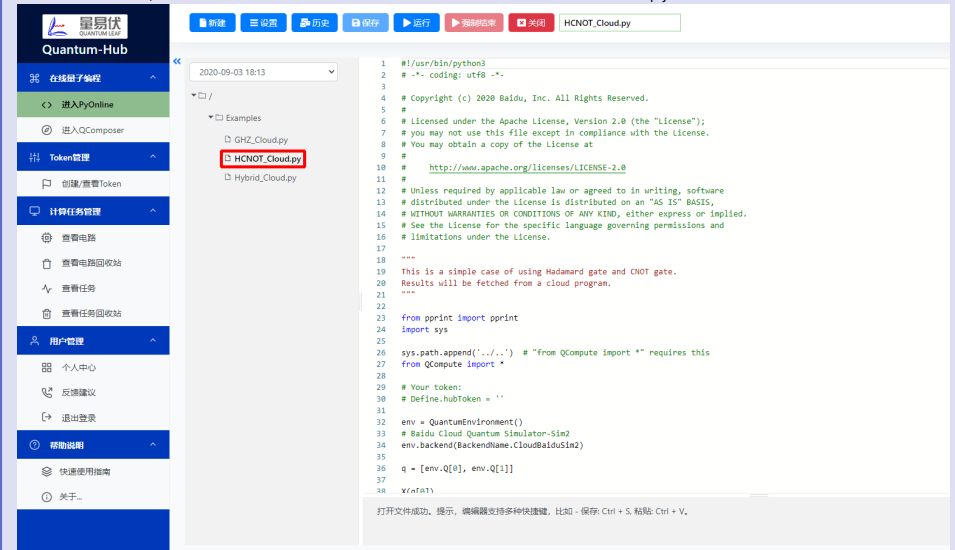 量易伏
QUANTUM LEAF
Quantum-Hub
新建 设置 历史 保存 运行 强制结束 关闭 HCNOT_Cloud.py
在线量子编程
进入PyOnline
进入QComposer
Token管理
创建/查看Token
计算任务管理
查看电路
查看电路回收站
查看任务
查看任务回收站
用户管理
个人中心
反馈建议
退出登录
帮助说明
快速使用指南
关于...
2020-09-03 18:13
/
Examples
GHZ_Cloud.py
HCNOT_Cloud.py
Hybrid_Cloud.py
1 #!/usr/bin/python3
2 # -*- coding: utf8 -*-
3
4 # Copyright (c) 2020 Baidu, Inc. All Rights Reserved.
5 #
6 # Licensed under the Apache License, Version 2.0 (the "License");
7 # you may not use this file except in compliance with the License.
8 # You may obtain a copy of the License at
9 #
10 #     http://www.apache.org/licenses/LICENSE-2.0
11 #
12 # Unless required by applicable law or agreed to in writing, software
13 # distributed under the License is distributed on an "AS IS" BASIS,
14 # WITHOUT WARRANTIES OR CONDITIONS OF ANY KIND, either express or implied.
15 # See the License for the specific language governing permissions and
16 # limitations under the License.
17
18 """
19 This is a simple case of using Hadamard gate and CNOT gate.
20 Results will be fetched from a cloud program.
21 """
22
23 from pprint import pprint
24 import sys
25
26 sys.path.append('../..')  # "from QCompute import *" requires this
27 from QCompute import *
28
29 # Your token:
30 # Define.hubToken = ''
31
32 env = QuantumEnvironment()
33 # Baidu Cloud Quantum Simulator-Sim2
34 env.backend(BackendName.CloudBaiduSim2)
35
36 q = [env.Q[0], env.Q[1]]
37
38 X(q[0])
打开文件成功。提示，编辑器支持多种快捷键，比如 - 保存: Ctrl + S, 粘贴: Ctrl + V。